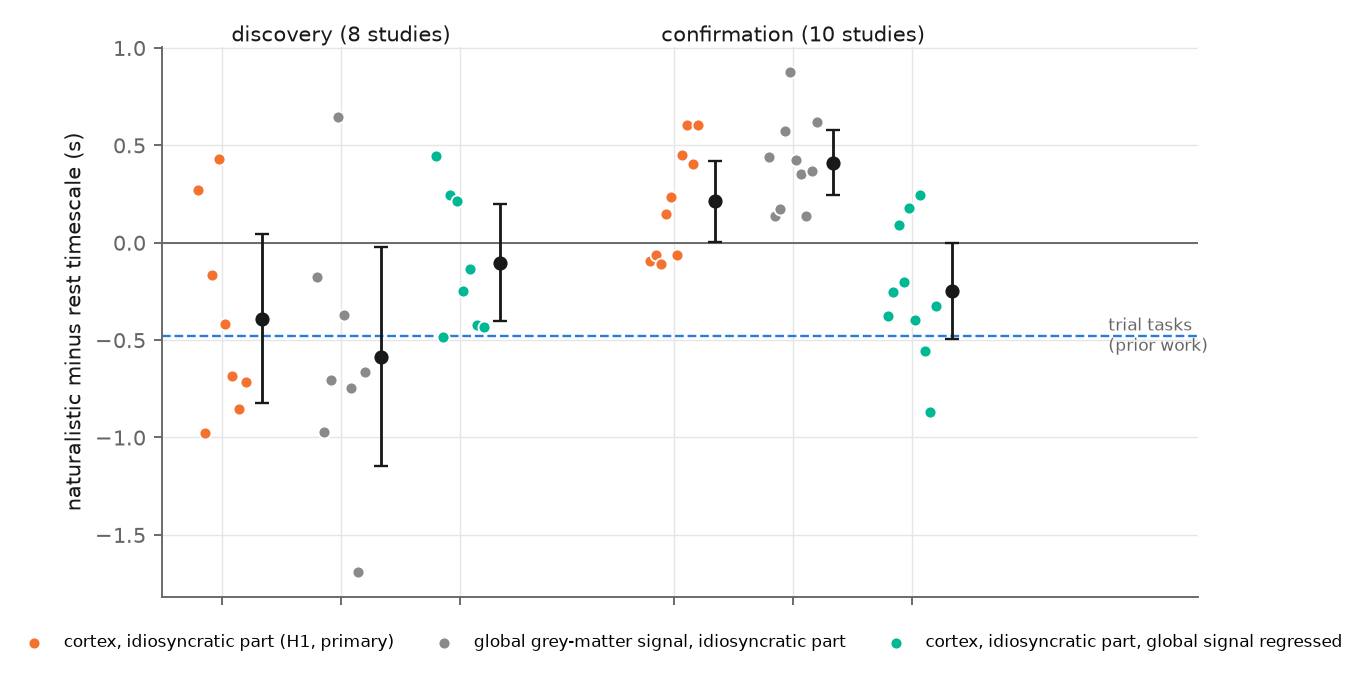 discovery (8 studies)
confirmation (10 studies)
1.0
0.5
0.0
−0.5
−1.0
−1.5
naturalistic minus rest timescale (s)
trial tasks
(prior work)
cortex, idiosyncratic part (H1, primary)
global grey-matter signal, idiosyncratic part
cortex, idiosyncratic part, global signal regressed